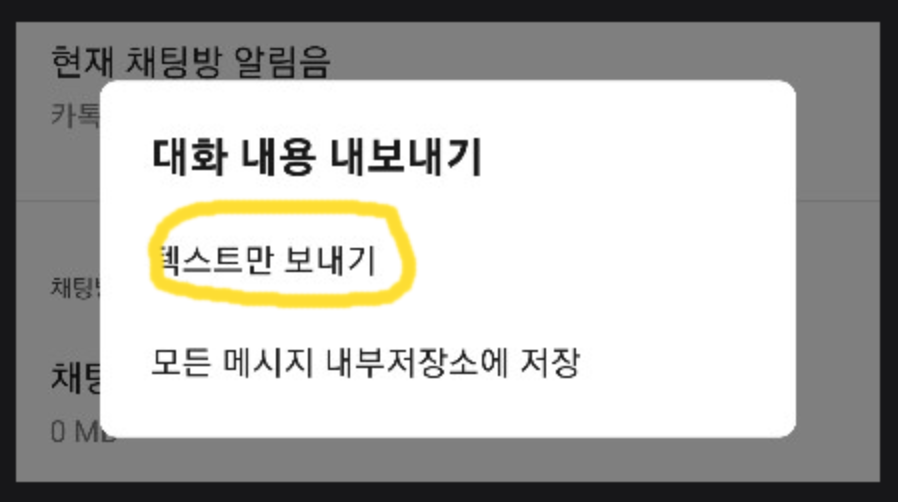 현재 채팅방 알림음
카톡
대화 내용 내보내기
텍스트만 보내기
채팅
모든 메시지 내부저장소에 저장
채팅
0 MB